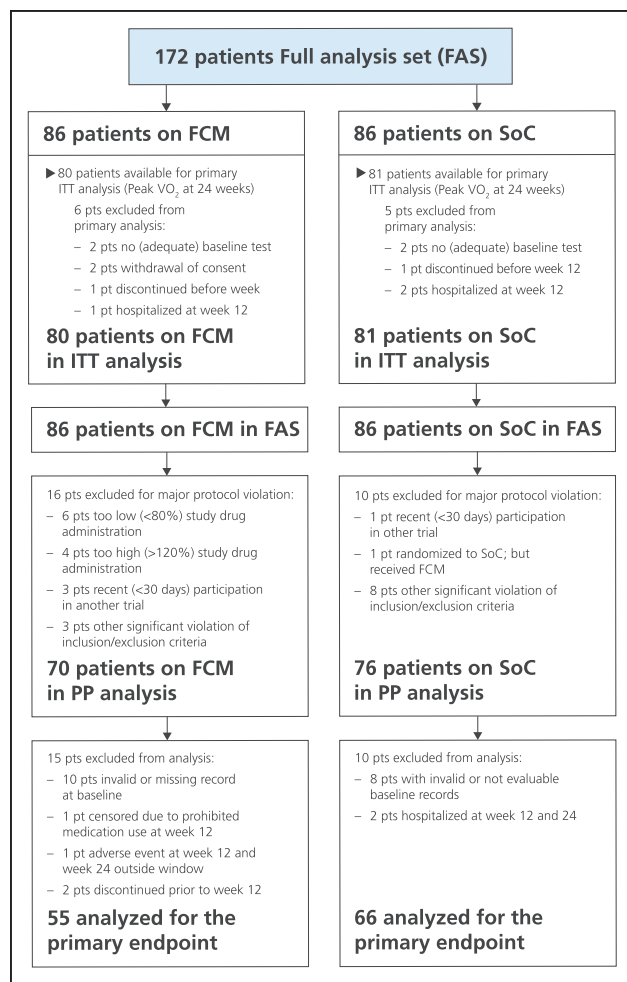 172 patients Full analysis set (FAS)
86 patients on FCM
▶ 80 patients available for primary
ITT analysis (Peak VO₂ at 24 weeks)
6 pts excluded from
primary analysis:
– 2 pts no (adequate) baseline test
– 2 pts withdrawal of consent
– 1 pt discontinued before week
– 1 pt hospitalized at week 12
80 patients on FCM
in ITT analysis
86 patients on SoC
▶ 81 patients available for primary
ITT analysis (Peak VO₂ at 24 weeks)
5 pts excluded from
primary analysis:
– 2 pts no (adequate) baseline test
– 1 pt discontinued before week 12
– 2 pts hospitalized at week 12
81 patients on SoC
in ITT analysis
86 patients on FCM in FAS
86 patients on SoC in FAS
16 pts excluded for major protocol violation:
– 6 pts too low (<80%) study drug
administration
– 4 pts too high (>120%) study drug
administration
– 3 pts recent (<30 days) participation
in another trial
– 3 pts other significant violation of
inclusion/exclusion criteria
70 patients on FCM
in PP analysis
10 pts excluded for major protocol violation:
– 1 pt recent (<30 days) participation
in other trial
– 1 pt randomized to SoC; but
received FCM
– 8 pts other significant violation of
inclusion/exclusion criteria
76 patients on SoC
in PP analysis
15 pts excluded from analysis:
– 10 pts invalid or missing record
at baseline
– 1 pt censored due to prohibited
medication use at week 12
– 1 pt adverse event at week 12 and
week 24 outside window
– 2 pts discontinued prior to week 12
55 analyzed for the
primary endpoint
10 pts excluded from analysis:
– 8 pts with invalid or not evaluable
baseline records
– 2 pts hospitalized at week 12 and 24
66 analyzed for the
primary endpoint